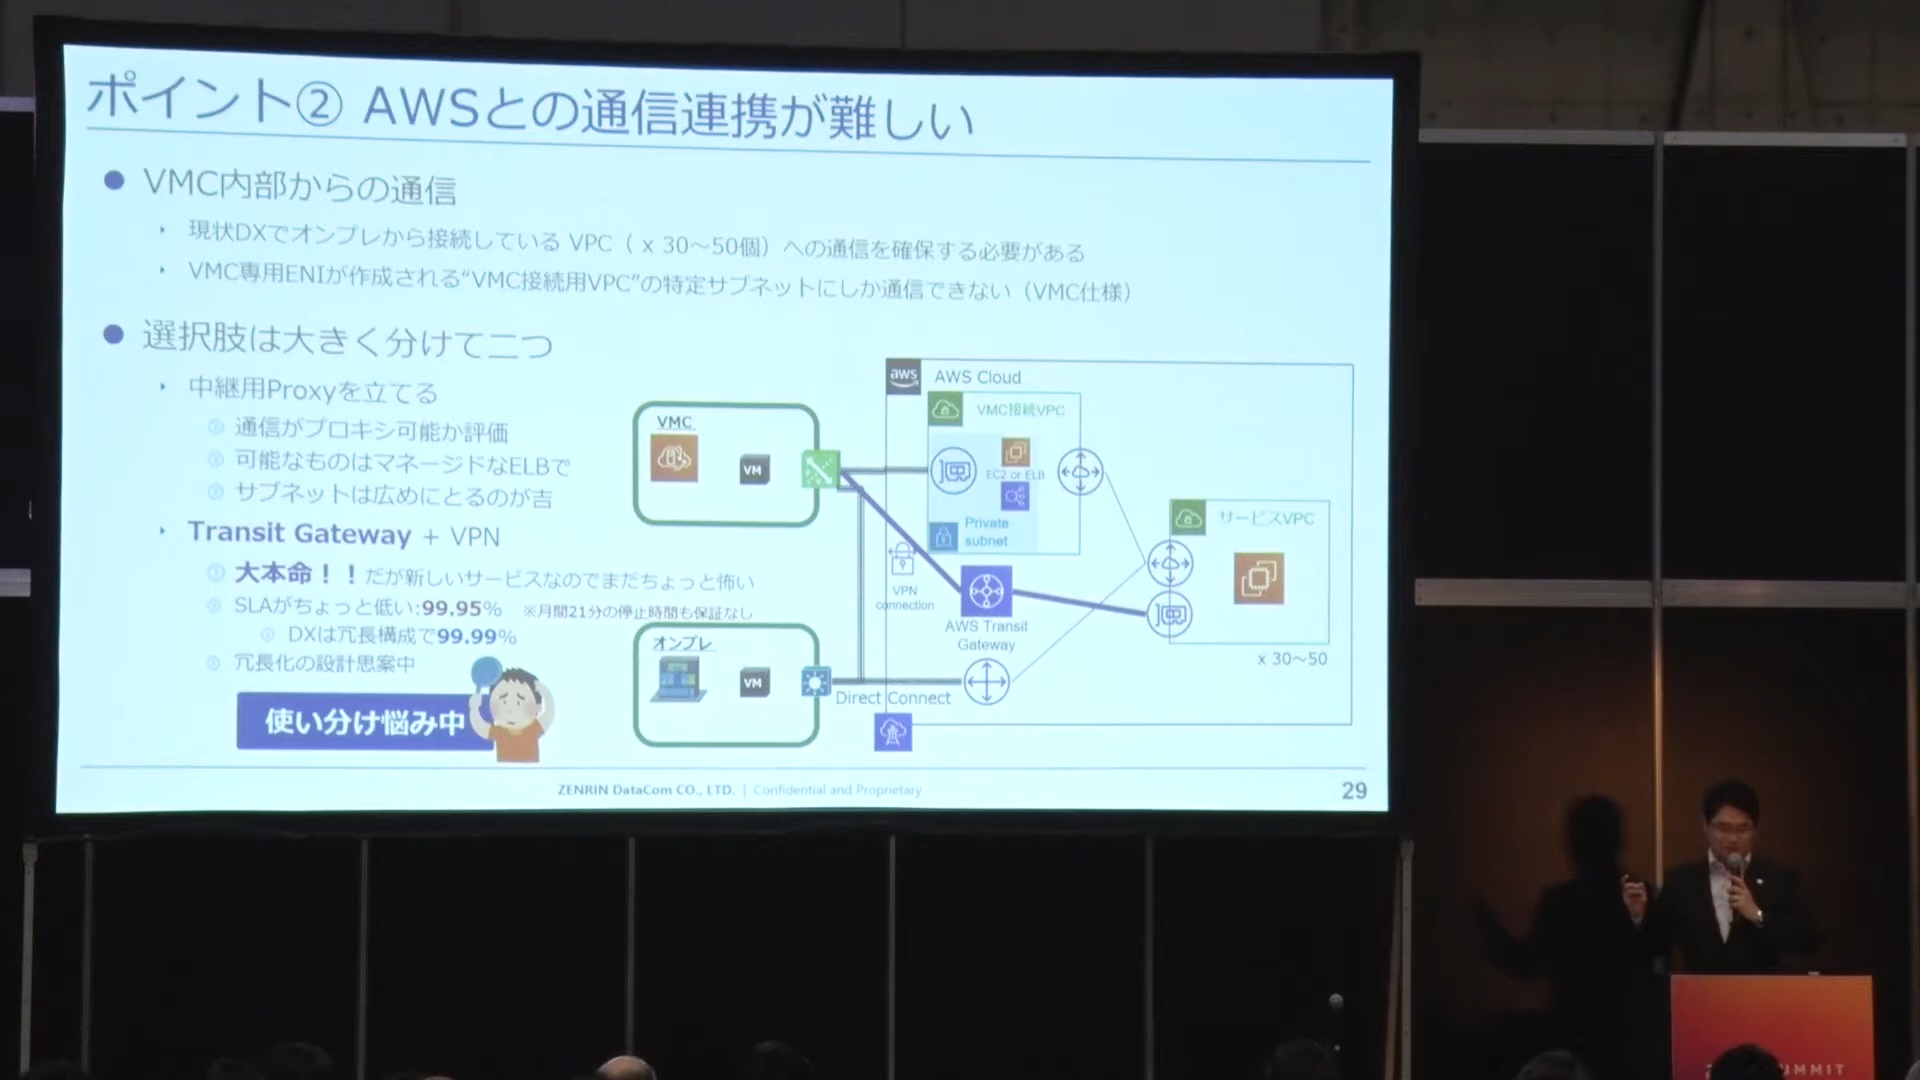 ポイント② AWSとの通信連携が難しい
● VMC内部からの通信
現状DXでオンプレから接続している VPC（ x 30～50個）への通信を確保する必要がある
VMC専用ENIが作成される“VMC接続用VPC”の特定サブネットにしか通信できない（VMC仕様）
● 選択肢は大きく分けて二つ
中継用Proxyを立てる
通信がプロキシ可能か評価
可能なものはマネージドなELBで
サブネットは広めにとるのが吉
Transit Gateway + VPN
大本命！！だが新しいサービスなのでまだちょっと怖い
SLAがちょっと低い:99.95% ※月間21分の停止時間も保証なし
DXは冗長構成で99.99%
冗長化の設計思案中
使い分け悩み中
VMC
VM
オンプレ
VM
aws
AWS Cloud
VMC接続VPC
EC2 or ELB
Private
subnet
VPN
connection
AWS Transit
Gateway
Direct Connect
サービスVPC
x 30～50
ZENRIN DataCom CO., LTD. | Confidential and Proprietary
29
UMMIT